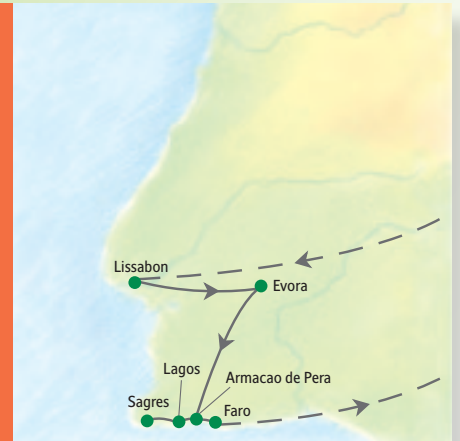 Lissabon
Evora
Lagos
Armacao de Pera
Sagres
Faro